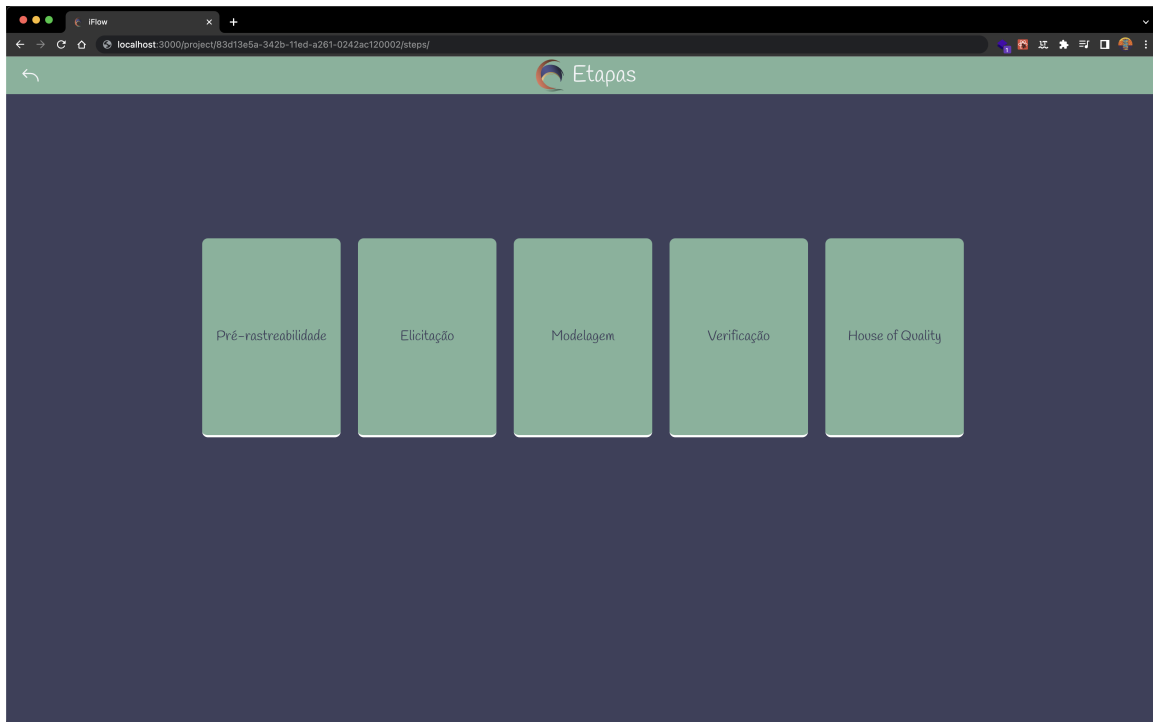 iFlow
localhost:3000/project/83d13e5a-342b-11ed-a261-0242ac120002/steps/
1
Etapas
Pré-rastreabilidade
Elicitação
Modelagem
Verificação
House of Quality